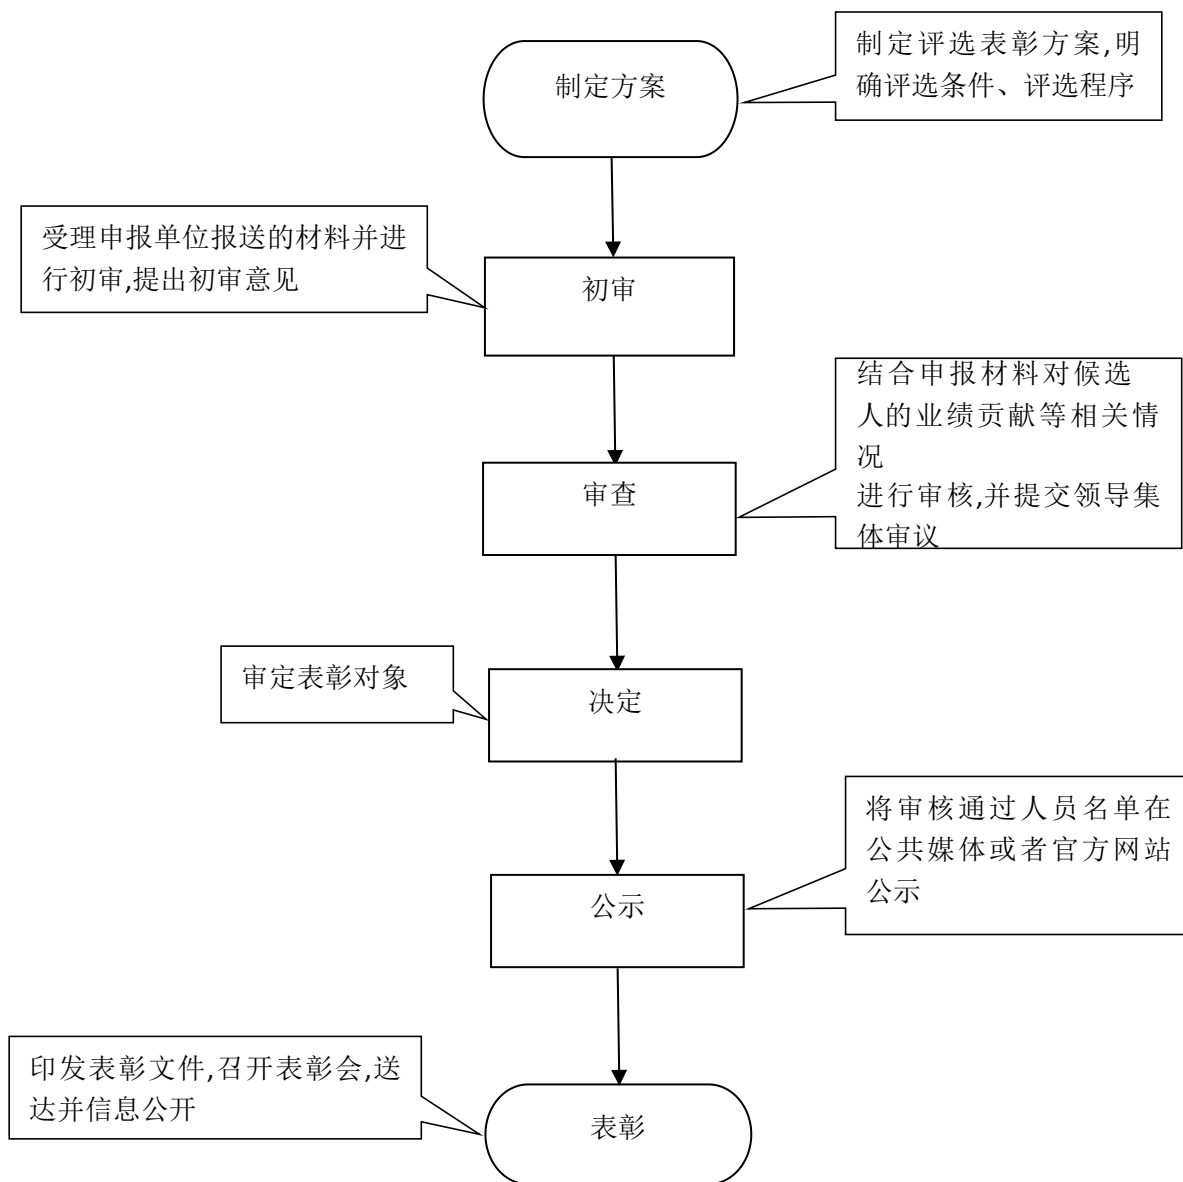 制定方案
制定评选表彰方案,明
确评选条件、评选程序
受理申报单位报送的材料并进
行初审,提出初审意见
初审
结合申报材料对候选
人的业绩贡献等相关情
况
进行审核,并提交领导集
体审议
审查
审定表彰对象
决定
将审核通过人员名单在
公共媒体或者官方网站
公示
公示
印发表彰文件,召开表彰会,送
达并信息公开
表彰